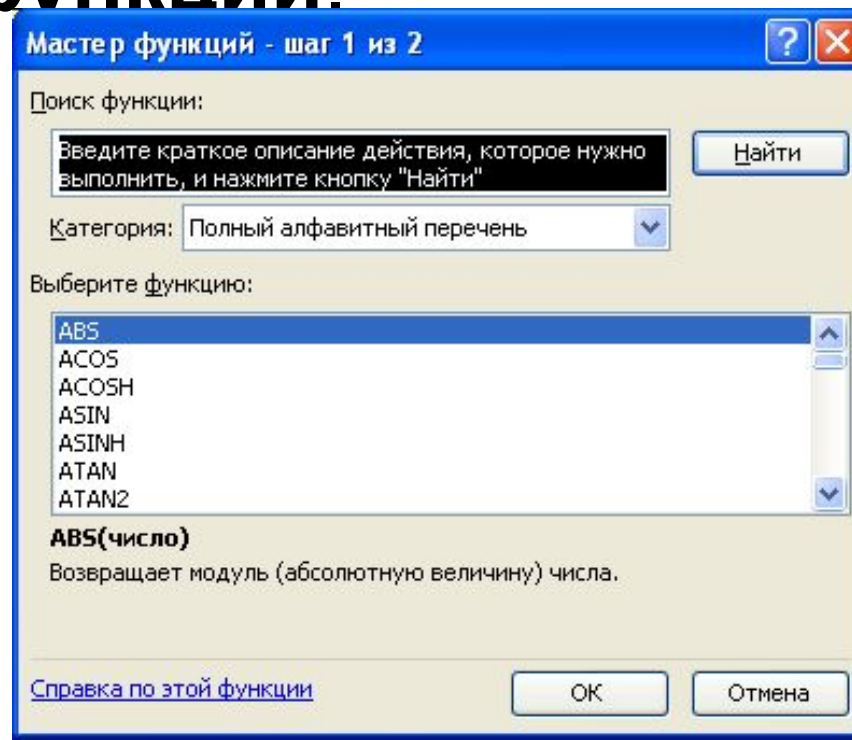 функции.
Мастер функций - шаг 1 из 2
Поиск функции:
Введите краткое описание действия, которое нужно
выполнить, и нажмите кнопку "Найти"
Найти
Категория: Полный алфавитный перечень
Выберите функцию:
ABS
ACOS
ACOSH
ASIN
ASINH
ATAN
ATAN2
ABS(число)
Возвращает модуль (абсолютную величину) числа.
Справка по этой функции
ОК
Отмена